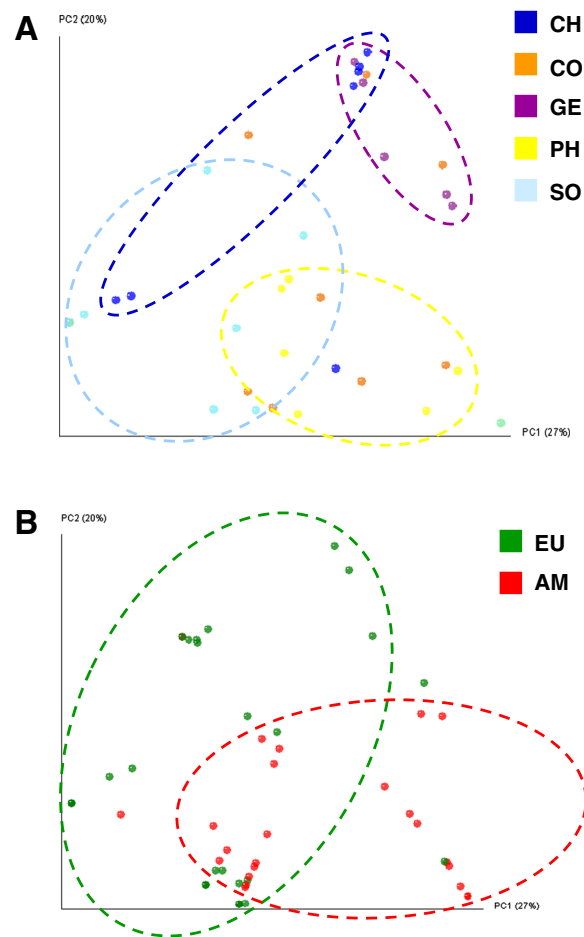 A
PC2 (20%)
CH
CO
GE
PH
SO
PC1 (27%)
B
PC2 (20%)
EU
AM
PC1 (27%)